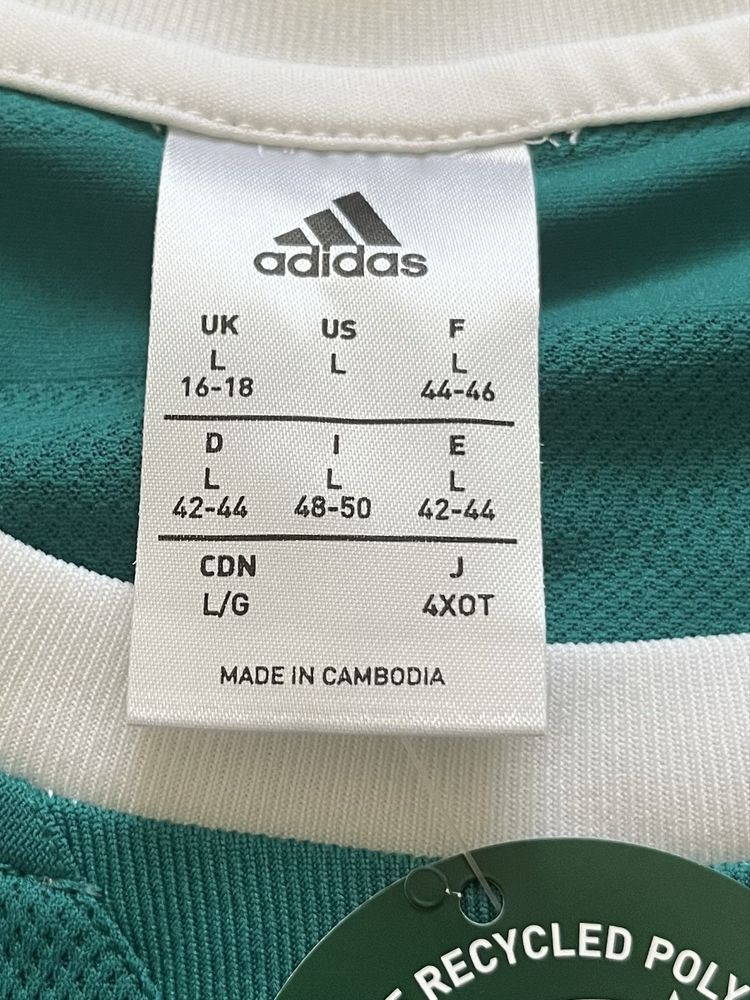 adidas
UK US F
L L L
16-18 44-46
D I E
L L L
42-44 48-50 42-44
CDN J
L/G 4XOT
MADE IN CAMBODIA
RECYCLED POLY